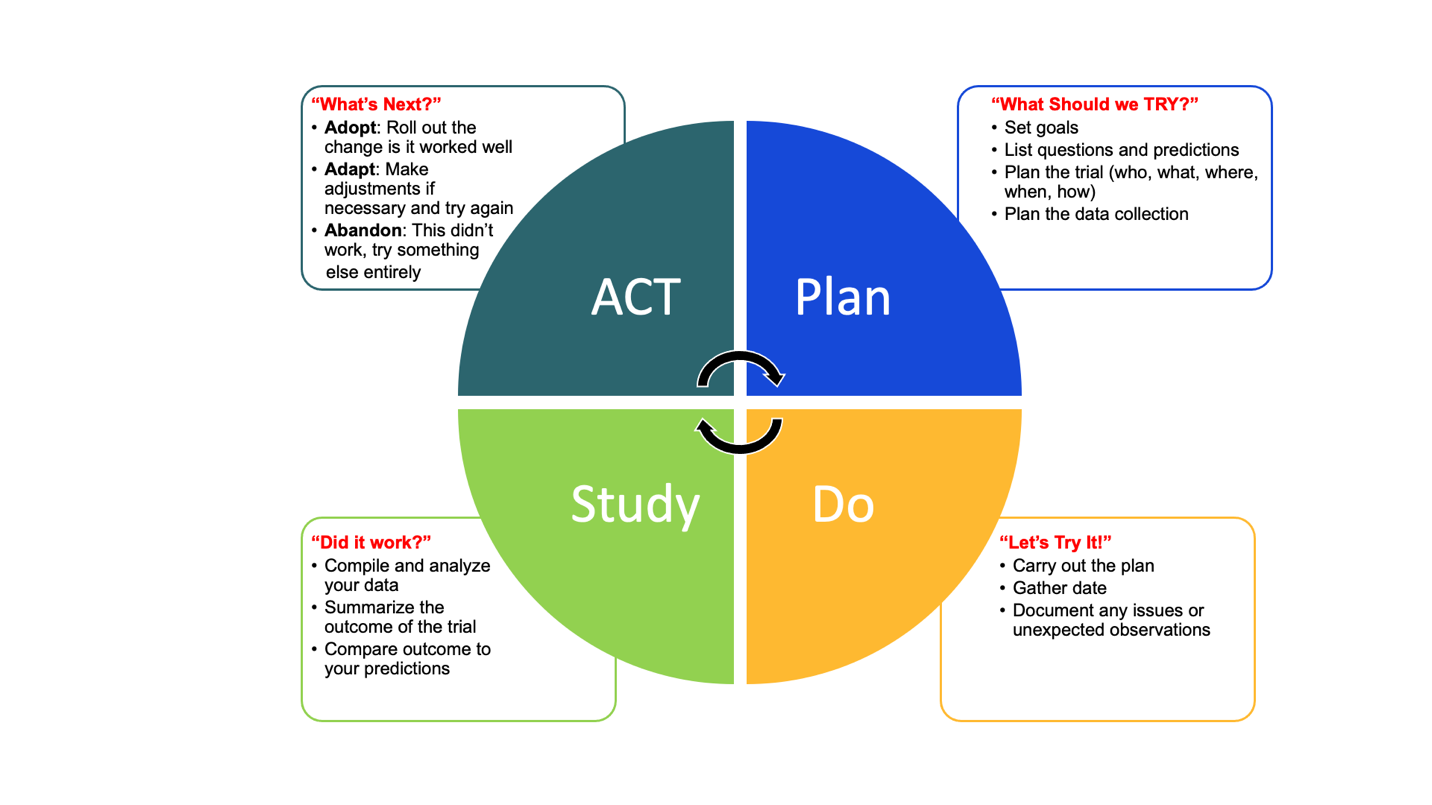 “What’s Next?”
• Adopt: Roll out the
change is it worked well
• Adapt: Make
adjustments if
necessary and try again
• Abandon: This didn’t
work, try something
else entirely
“What Should we TRY?”
• Set goals
• List questions and predictions
• Plan the trial (who, what, where,
when, how)
• Plan the data collection
ACT
Plan
Study
Do
“Did it work?”
• Compile and analyze
your data
• Summarize the
outcome of the trial
• Compare outcome to
your predictions
“Let’s Try It!”
• Carry out the plan
• Gather date
• Document any issues or
unexpected observations